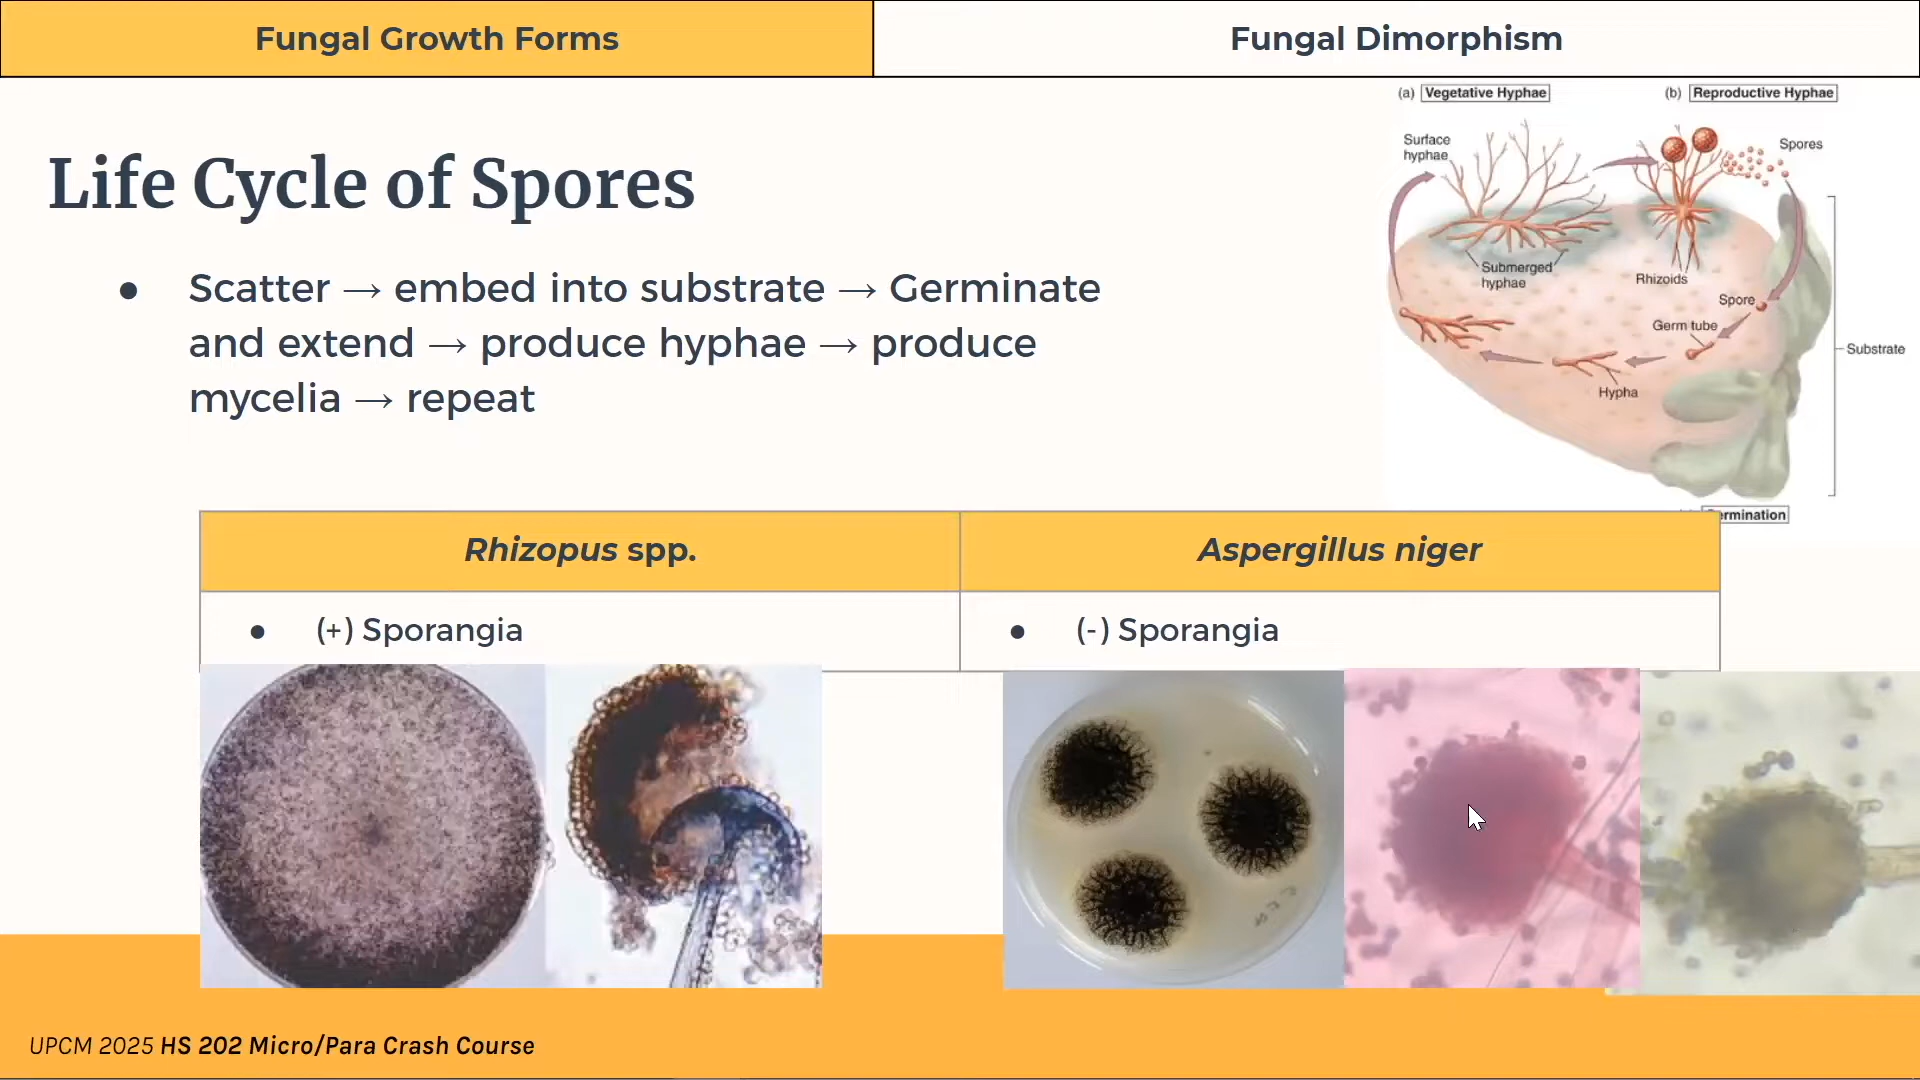 Fungal Growth Forms
Fungal Dimorphism
Life Cycle of Spores
● Scatter → embed into substrate → Germinate
and extend → produce hyphae → produce
mycelia → repeat
(a) Vegetative Hyphae
(b) Reproductive Hyphae
Surface
hyphae
Spores
Submerged
hyphae
Rhizoids
Spore
Germ tube
Substrate
Hypha
ermination
Rhizopus spp.
Aspergillus niger
● (+) Sporangia
● (-) Sporangia
UPCM 2025 HS 202 Micro/Para Crash Course